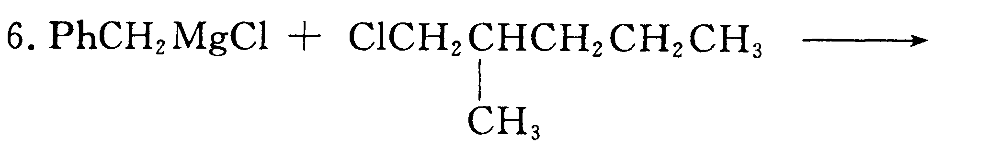 6. PhCH₂MgCl + ClCH₂CHCH₂CH₂CH₃ ⟶
CH₃